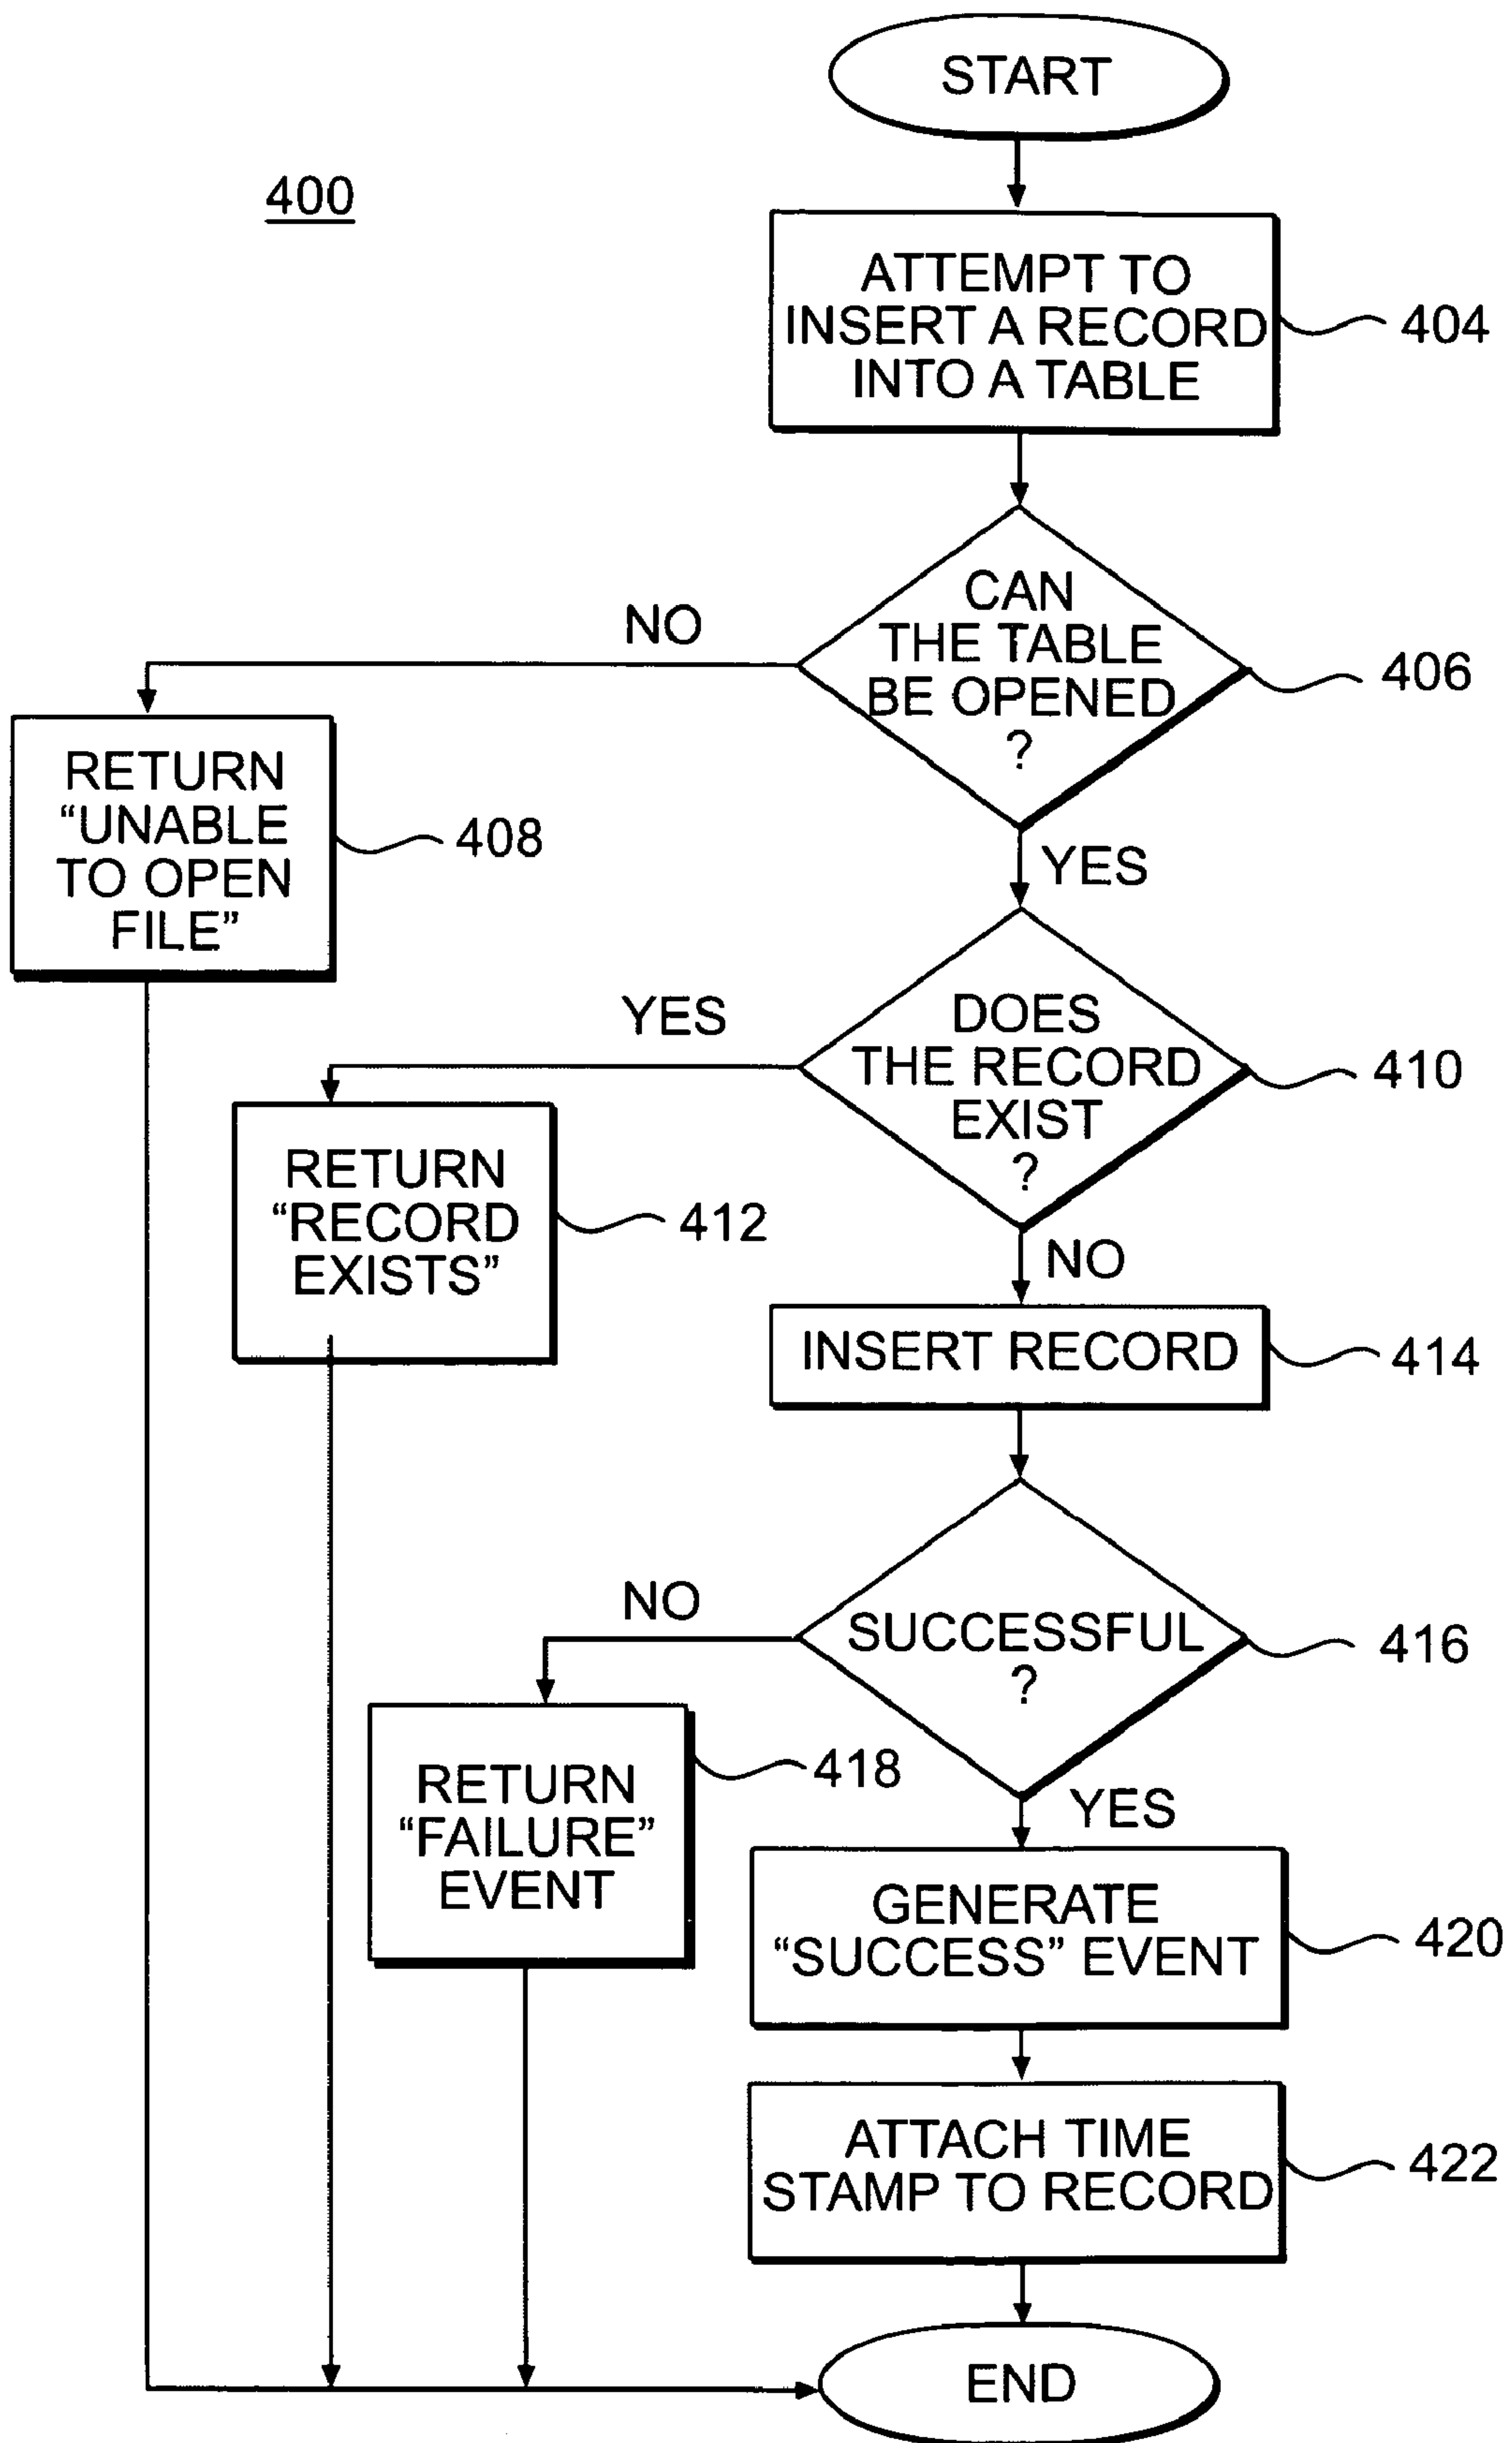 START
400
ATTEMPT TO
INSERT A RECORD
INTO A TABLE
404
CAN
THE TABLE
BE OPENED
?
406
NO
RETURN
“UNABLE
TO OPEN
FILE”
408
YES
DOES
THE RECORD
EXIST
?
410
YES
RETURN
“RECORD
EXISTS”
412
NO
INSERT RECORD
414
SUCCESSFUL
?
416
NO
RETURN
“FAILURE”
EVENT
418
YES
GENERATE
“SUCCESS” EVENT
420
ATTACH TIME
STAMP TO RECORD
422
END